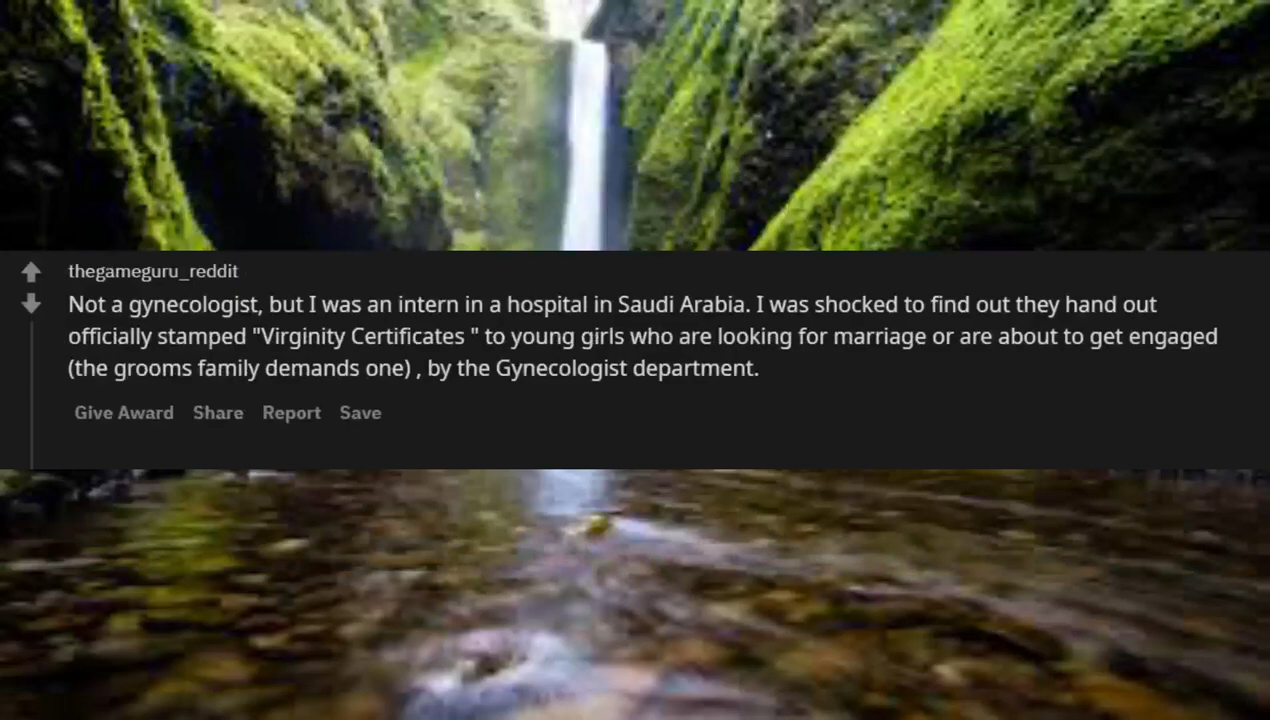 thegameguru_reddit
Not a gynecologist, but I was an intern in a hospital in Saudi Arabia. I was shocked to find out they hand out
officially stamped "Virginity Certificates " to young girls who are looking for marriage or are about to get engaged
(the grooms family demands one) , by the Gynecologist department.
Give Award Share Report Save